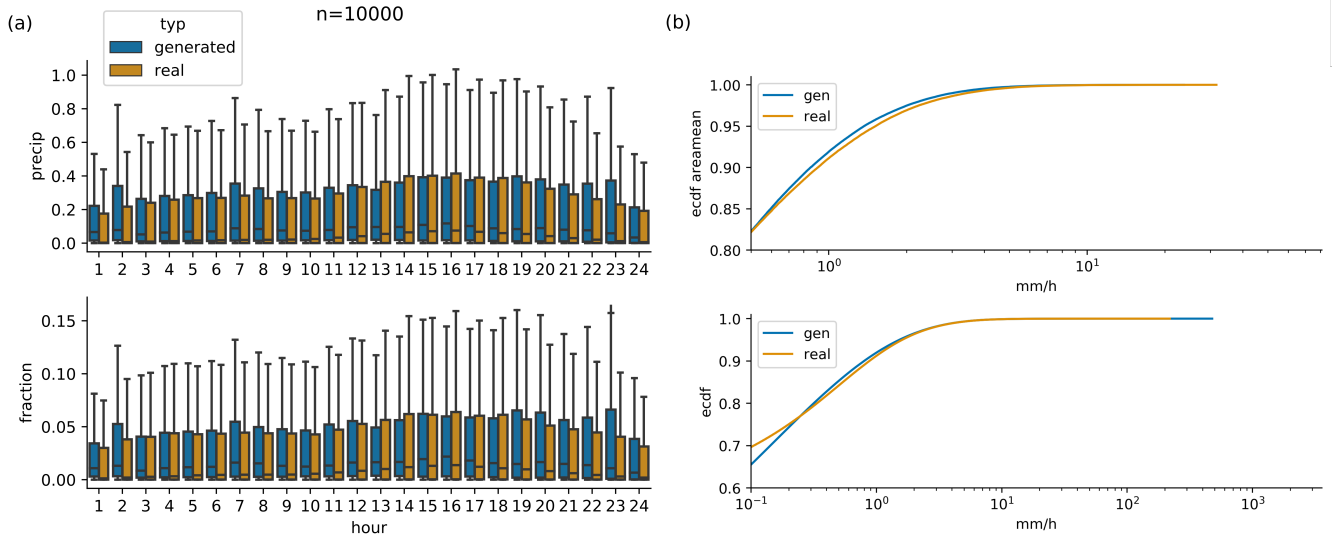 (a)
n=10000
typ
generated
real
precip
1.0
0.8
0.6
0.4
0.2
0.0
1 2 3 4 5 6 7 8 9 10 11 12 13 14 15 16 17 18 19 20 21 22 23 24
fraction
0.15
0.10
0.05
0.00
1 2 3 4 5 6 7 8 9 10 11 12 13 14 15 16 17 18 19 20 21 22 23 24
hour
(b)
gen
real
ecdf areamean
1.00
0.95
0.90
0.85
0.80
10⁰ 10¹
mm/h
gen
real
ecdf
1.0
0.9
0.8
0.7
0.6
10⁻¹ 10⁰ 10¹ 10² 10³
mm/h